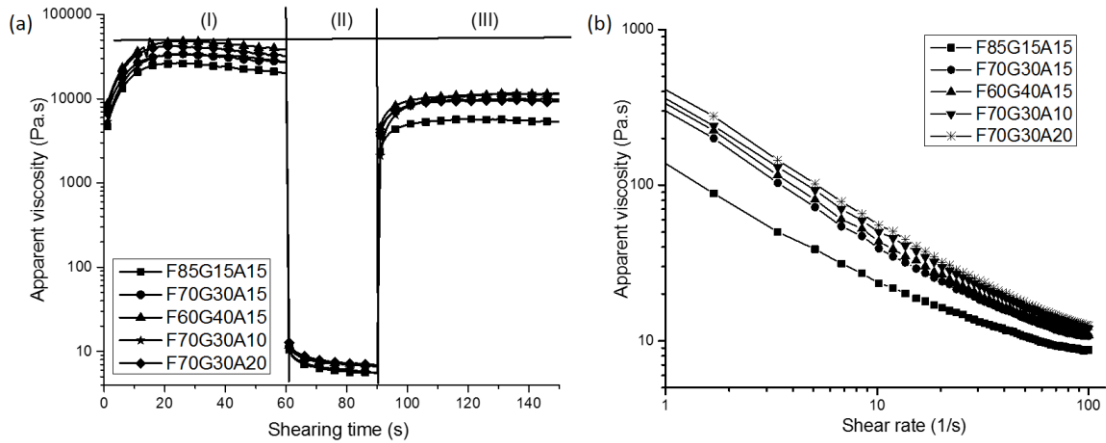 (a)
(I)
(II)
(III)
Apparent viscosity (Pa.s)
100000
10000
1000
100
10
F85G15A15
F70G30A15
F60G40A15
F70G30A10
F70G30A20
0
20
40
60
80
100
120
140
Shearing time (s)
(b)
Apparent viscosity (Pa.s)
1000
100
10
F85G15A15
F70G30A15
F60G40A15
F70G30A10
F70G30A20
1
10
100
Shear rate (1/s)